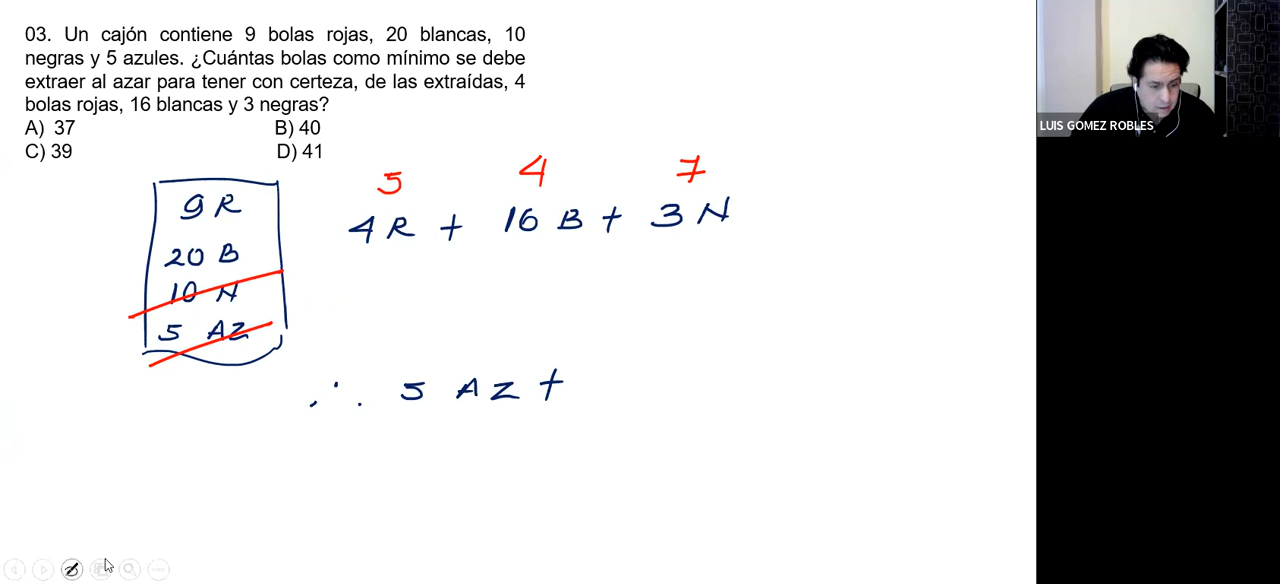 03. Un cajón contiene 9 bolas rojas, 20 blancas, 10
negras y 5 azules. ¿Cuántas bolas como mínimo se debe
extraer al azar para tener con certeza, de las extraídas, 4
bolas rojas, 16 blancas y 3 negras?
A) 37 B) 40
C) 39 D) 41
9 R
20 B
10 N
5 AZ
5 4 7
4 R + 16 B + 3 N
∴ 5 AZ +
LUIS GOMEZ ROBLES